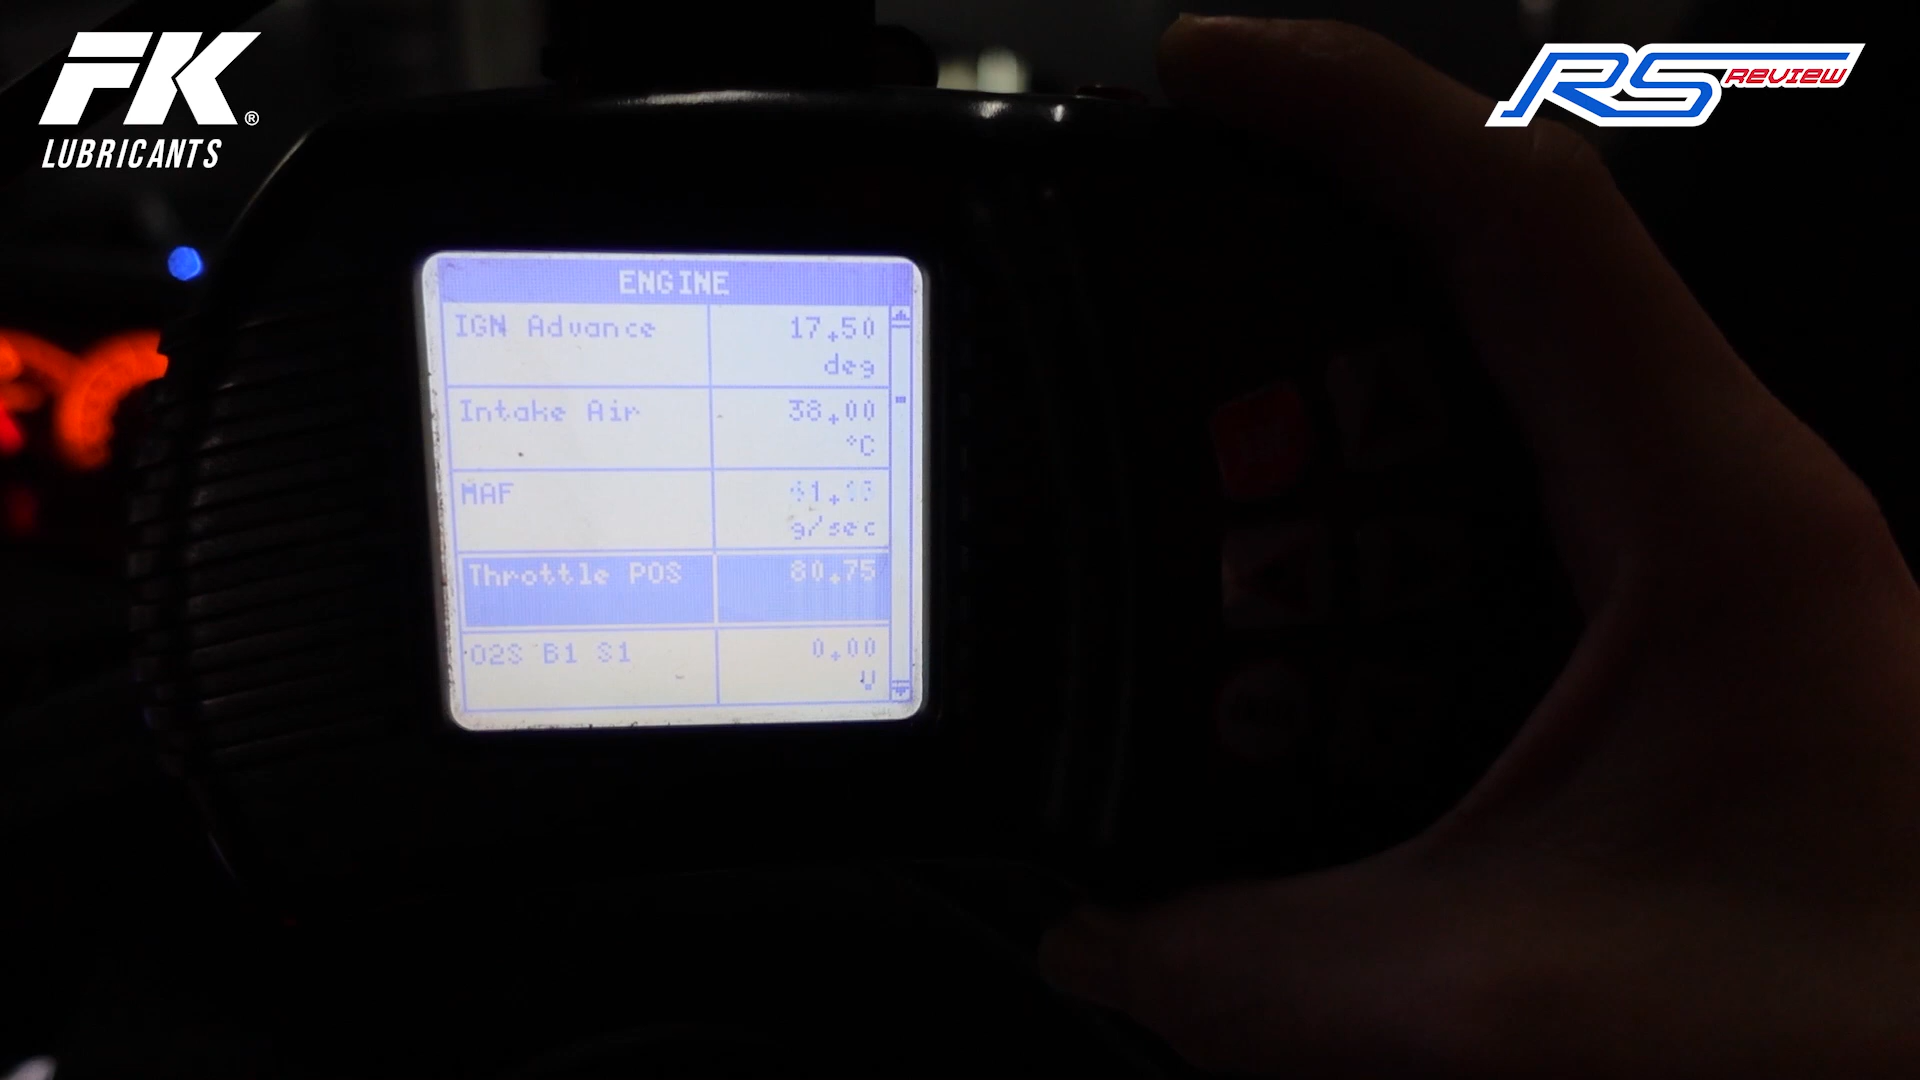 FK®
LUBRICANTS
RS REVIEW
ENGINE
IGN Advance 17.50
deg
Intake Air 38.00
°C
MAF
g/sec
Throttle POS 80.75
O2S B1 S1 0.00
V